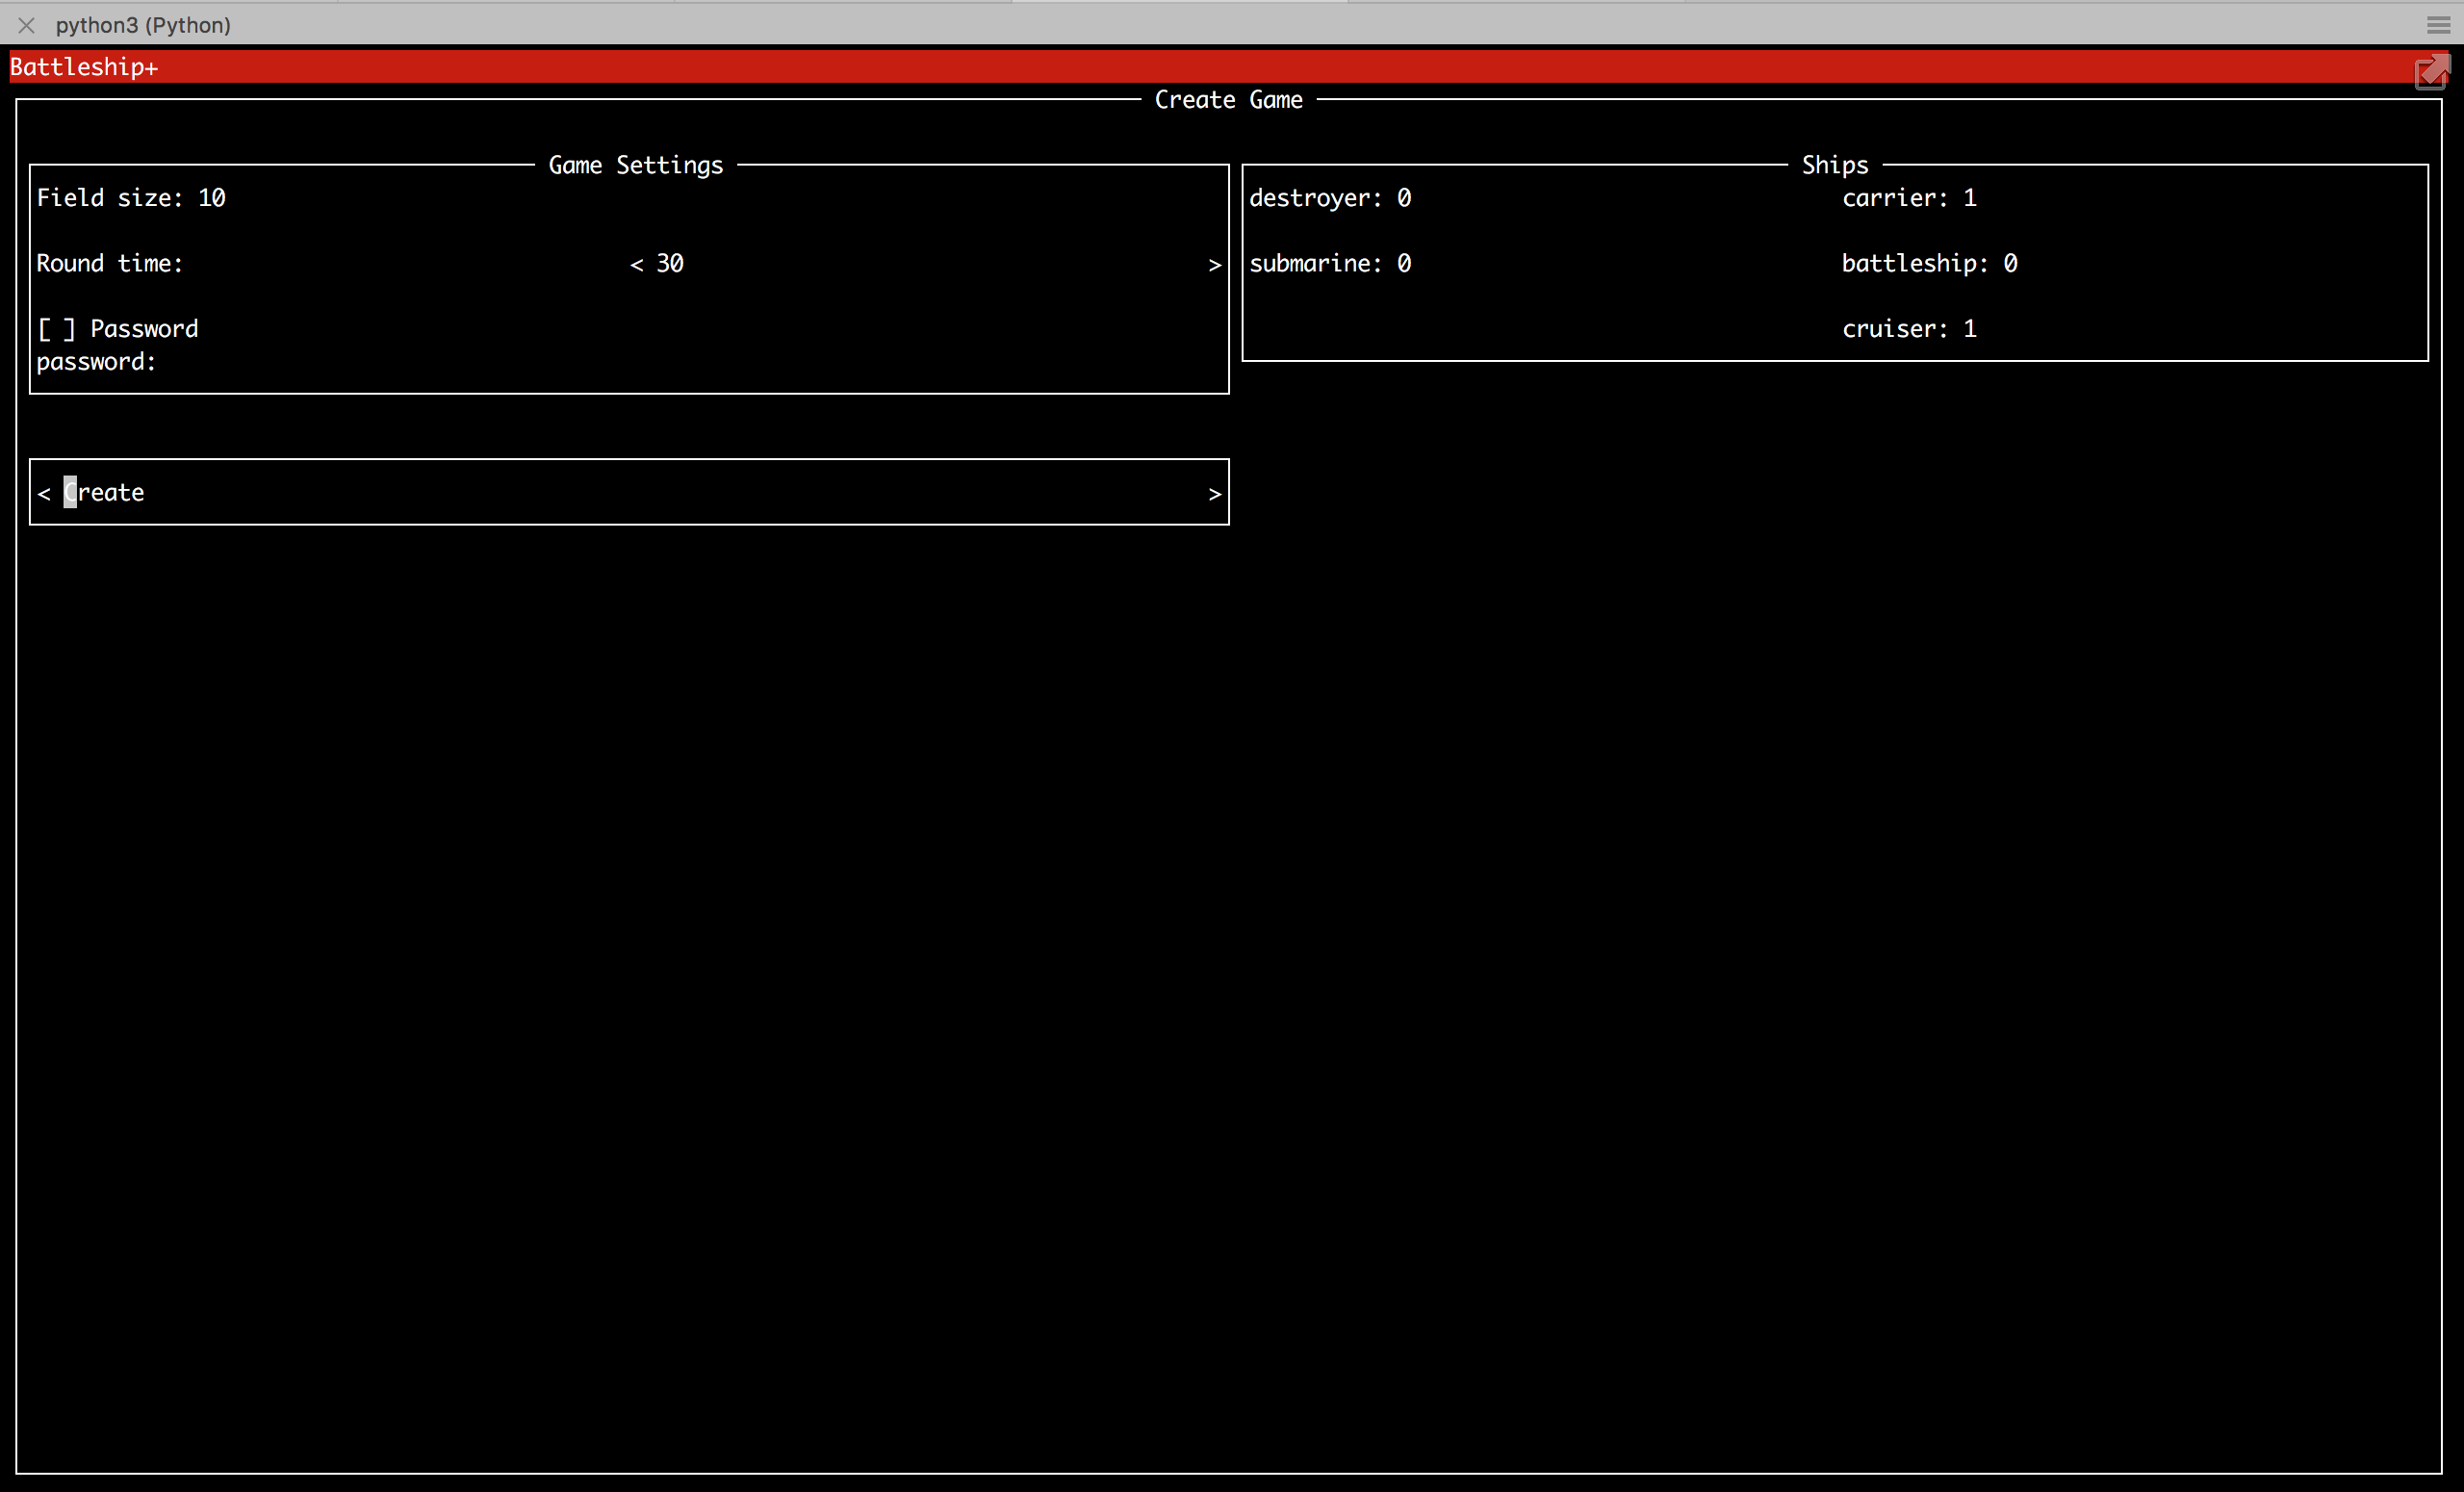 python3 (Python)
Battleship+
Create Game
Game Settings
Field size: 10
Round time: < 30 >
[ ] Password
password:
Ships
destroyer: 0 carrier: 1
submarine: 0 battleship: 0
cruiser: 1
< Create >